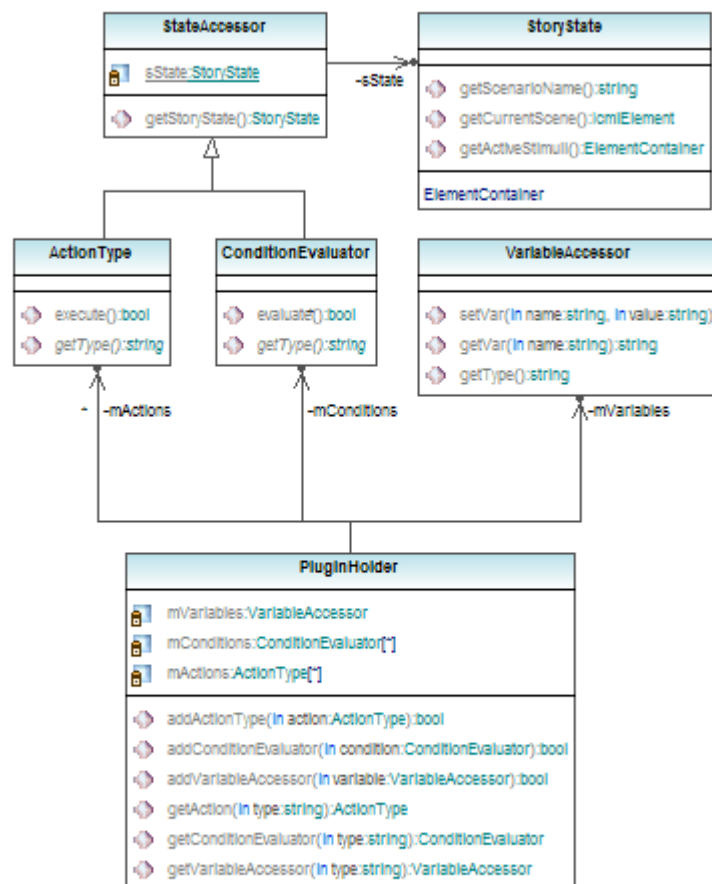 StateAccessor
sState:StoryState
getStoryState():StoryState
-sState
StoryState
getScenarioName():string
getCurrentScene():IcmlElement
getActiveStimuli():ElementContainer
ElementContainer
ActionType
execute():bool
getType():string
ConditionEvaluator
evaluate():bool
getType():string
VariableAccessor
setVar(in name:string, in value:string)
getVar(in name:string):string
getType():string
* -mActions
* -mConditions
-mVariables
PluginHolder
mVariables:VariableAccessor
mConditions:ConditionEvaluator[*]
mActions:ActionType[*]
addActionType(in action:ActionType):bool
addConditionEvaluator(in condition:ConditionEvaluator):bool
addVariableAccessor(in variable:VariableAccessor):bool
getAction(in type:string):ActionType
getConditionEvaluator(in type:string):ConditionEvaluator
getVariableAccessor(in type:string):VariableAccessor